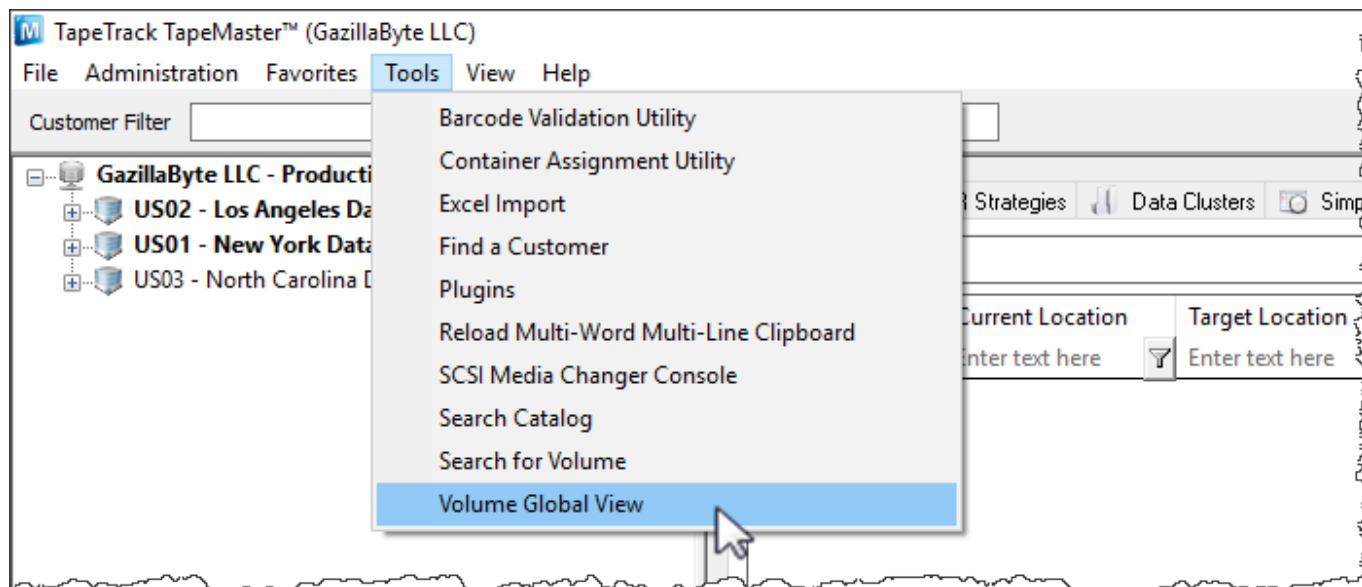 TapeTrack TapeMaster™ (GazillaByte LLC)
File Administration Favorites Tools View Help
Customer Filter
Barcode Validation Utility
Container Assignment Utility
Excel Import
Find a Customer
Plugins
Reload Multi-Word Multi-Line Clipboard
SCSI Media Changer Console
Search Catalog
Search for Volume
Volume Global View
GazillaByte LLC - Producti
US02 - Los Angeles Da
US01 - New York Data
US03 - North Carolina D
Strategies Data Clusters Simp
Current Location Target Location
Enter text here Enter text here